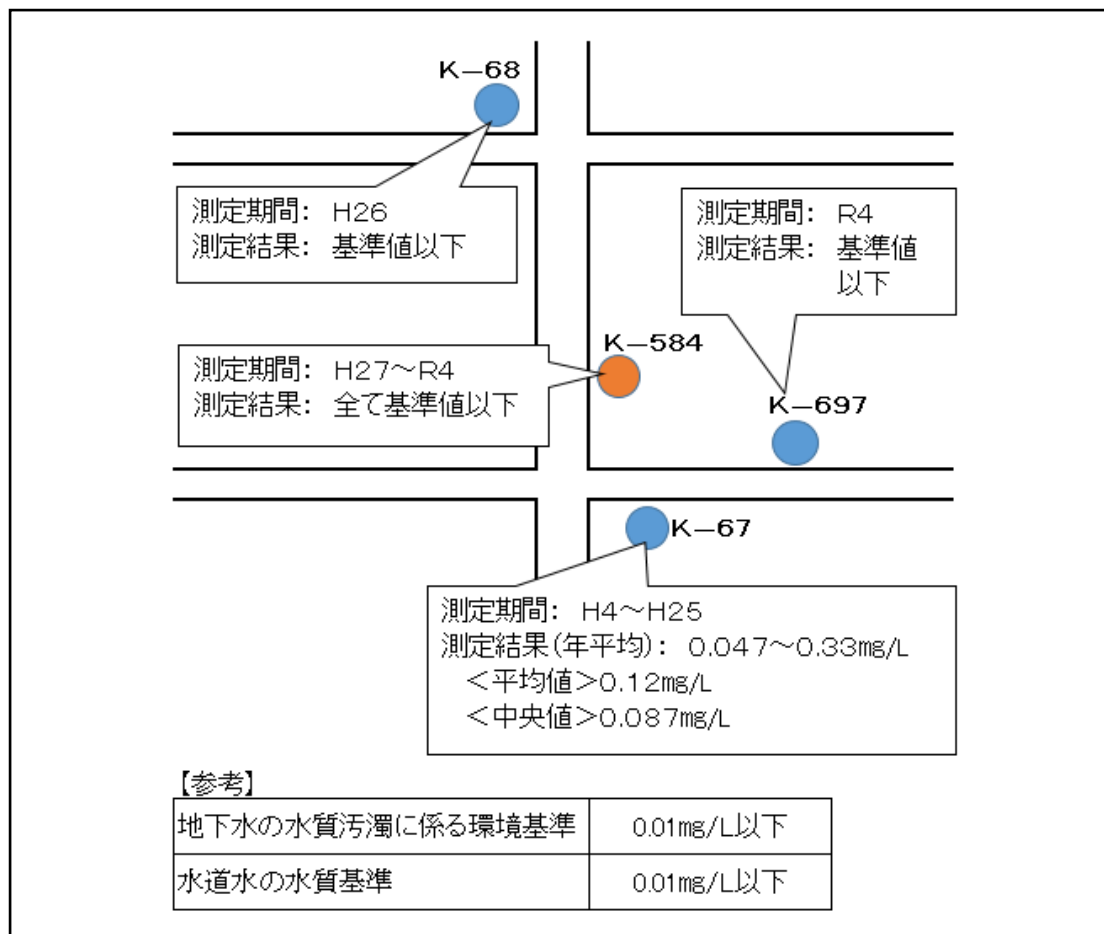 K－68
測定期間： H26
測定結果： 基準値以下
測定期間： R4
測定結果： 基準値
以下
K－584
測定期間： H27～R4
測定結果： 全て基準値以下
K－697
K－67
測定期間： H4～H25
測定結果（年平均）： 0.047～0.33㎎/L
＜平均値＞0.12㎎/L
＜中央値＞0.087㎎/L
【参考】
地下水の水質汚濁に係る環境基準 0.01㎎/L以下
水道水の水質基準 0.01㎎/L以下